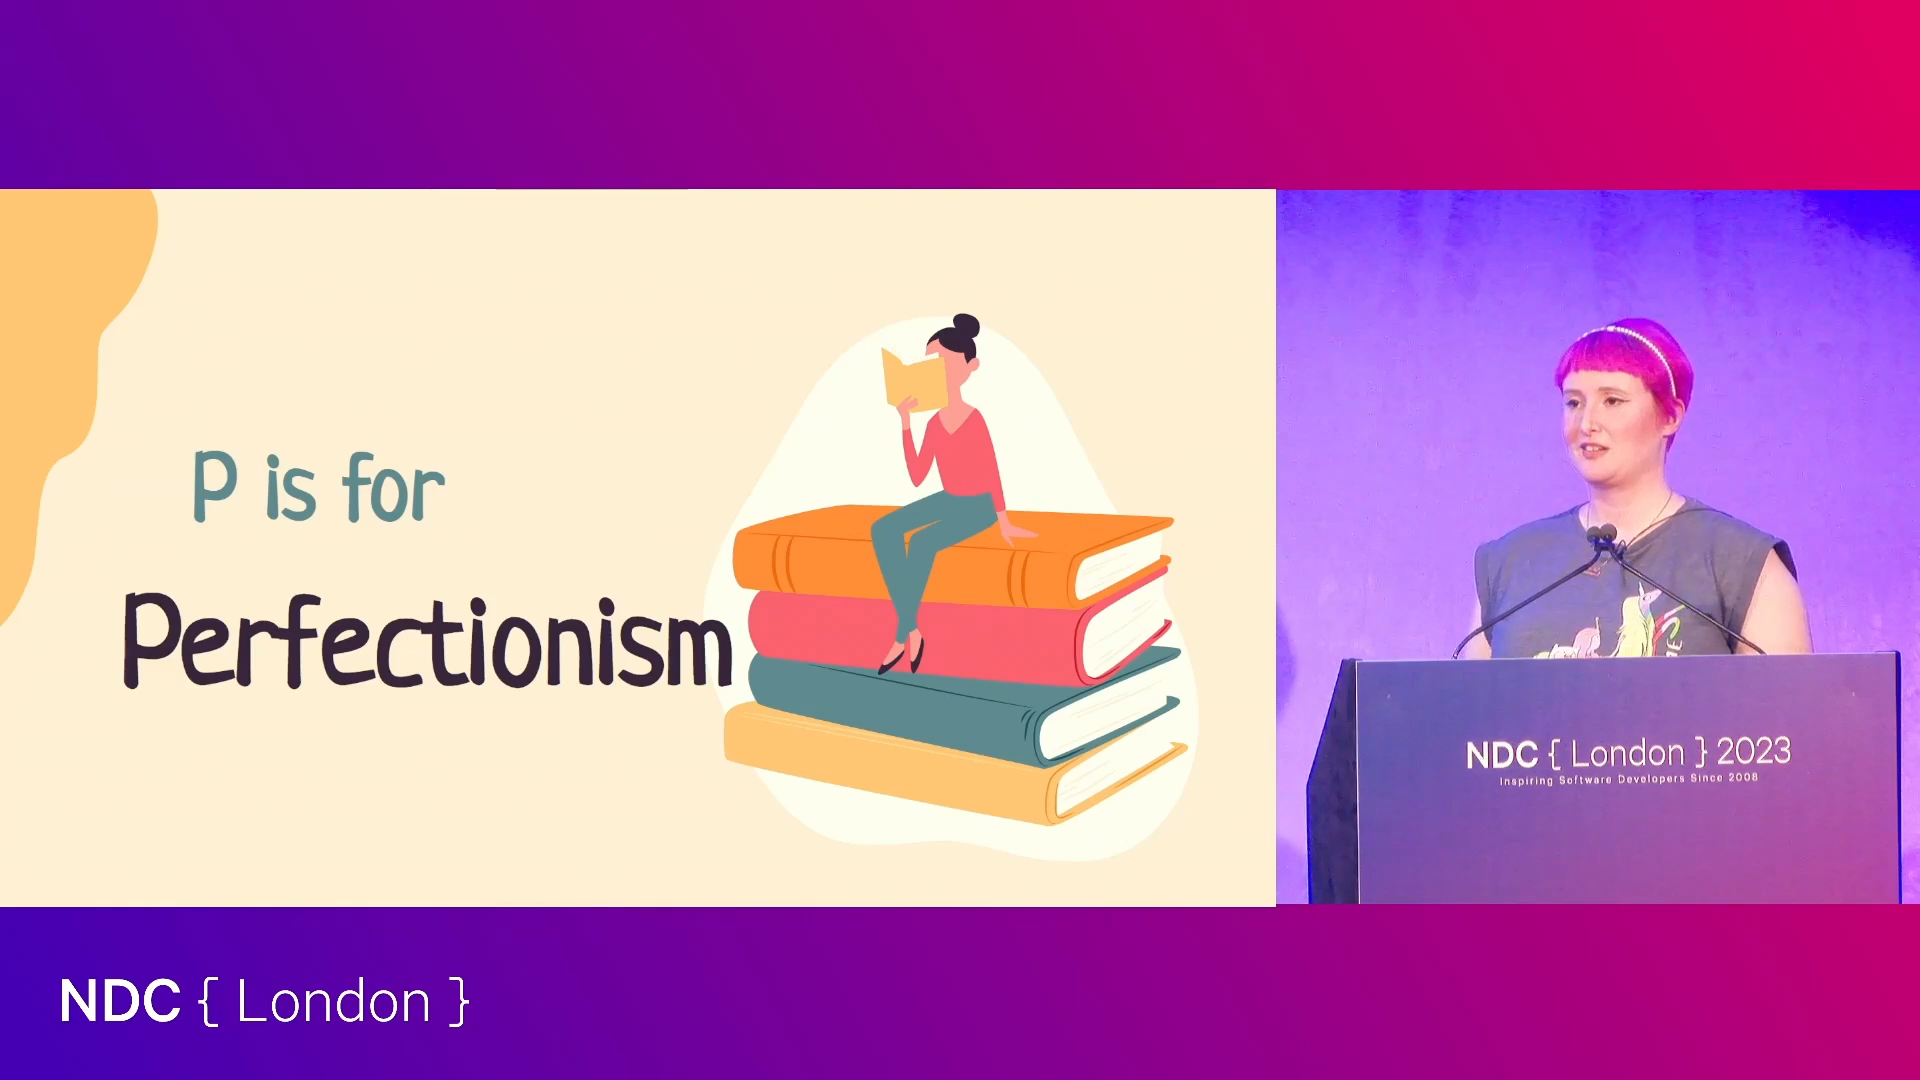 P is for
Perfectionism
NDC { London } 2023
Inspiring Software Developers Since 2008
NDC { London }